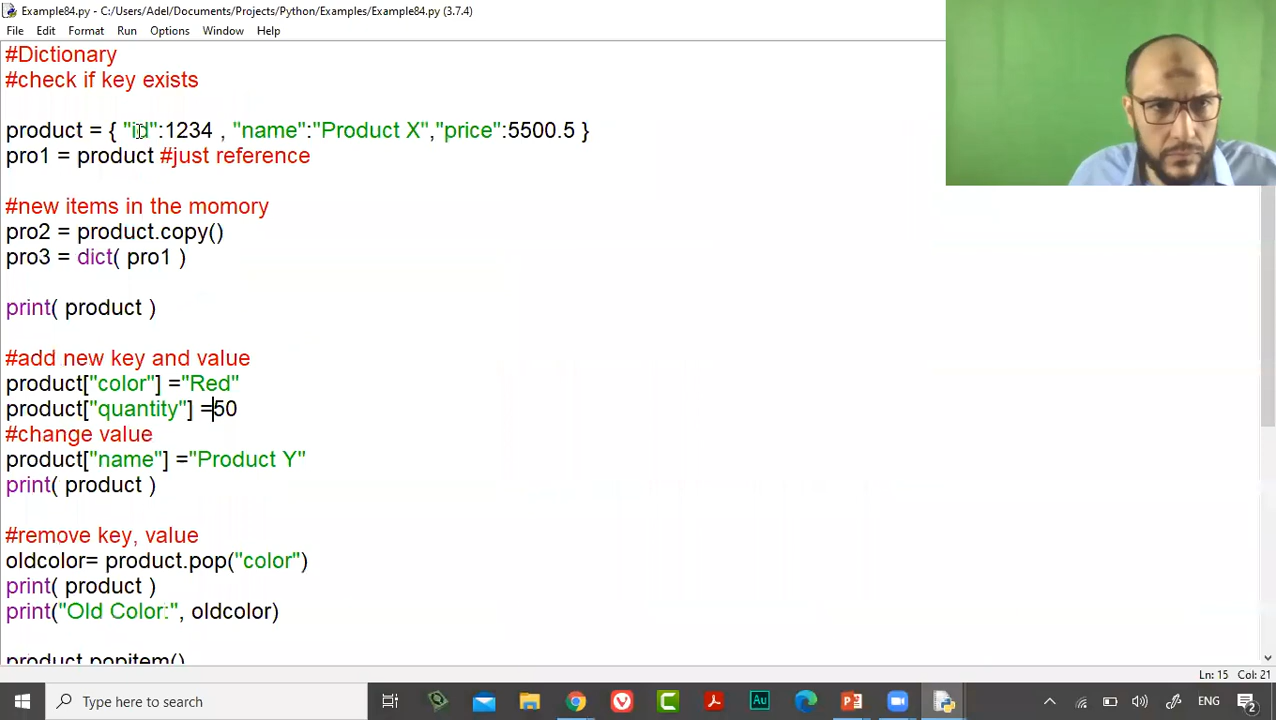 Example84.py - C:/Users/Adel/Documents/Projects/Python/Examples/Example84.py (3.7.4)
File Edit Format Run Options Window Help
#Dictionary
#check if key exists
product = { "id":1234 , "name":"Product X","price":5500.5 }
pro1 = product #just reference
#new items in the momory
pro2 = product.copy()
pro3 = dict( pro1 )
print( product )
#add new key and value
product["color"] ="Red"
product["quantity"] =50
#change value
product["name"] ="Product Y"
print( product )
#remove key, value
oldcolor= product.pop("color")
print( product )
print("Old Color:", oldcolor)
product.popitem()
Ln: 15 Col: 21
Type here to search
ENG
2